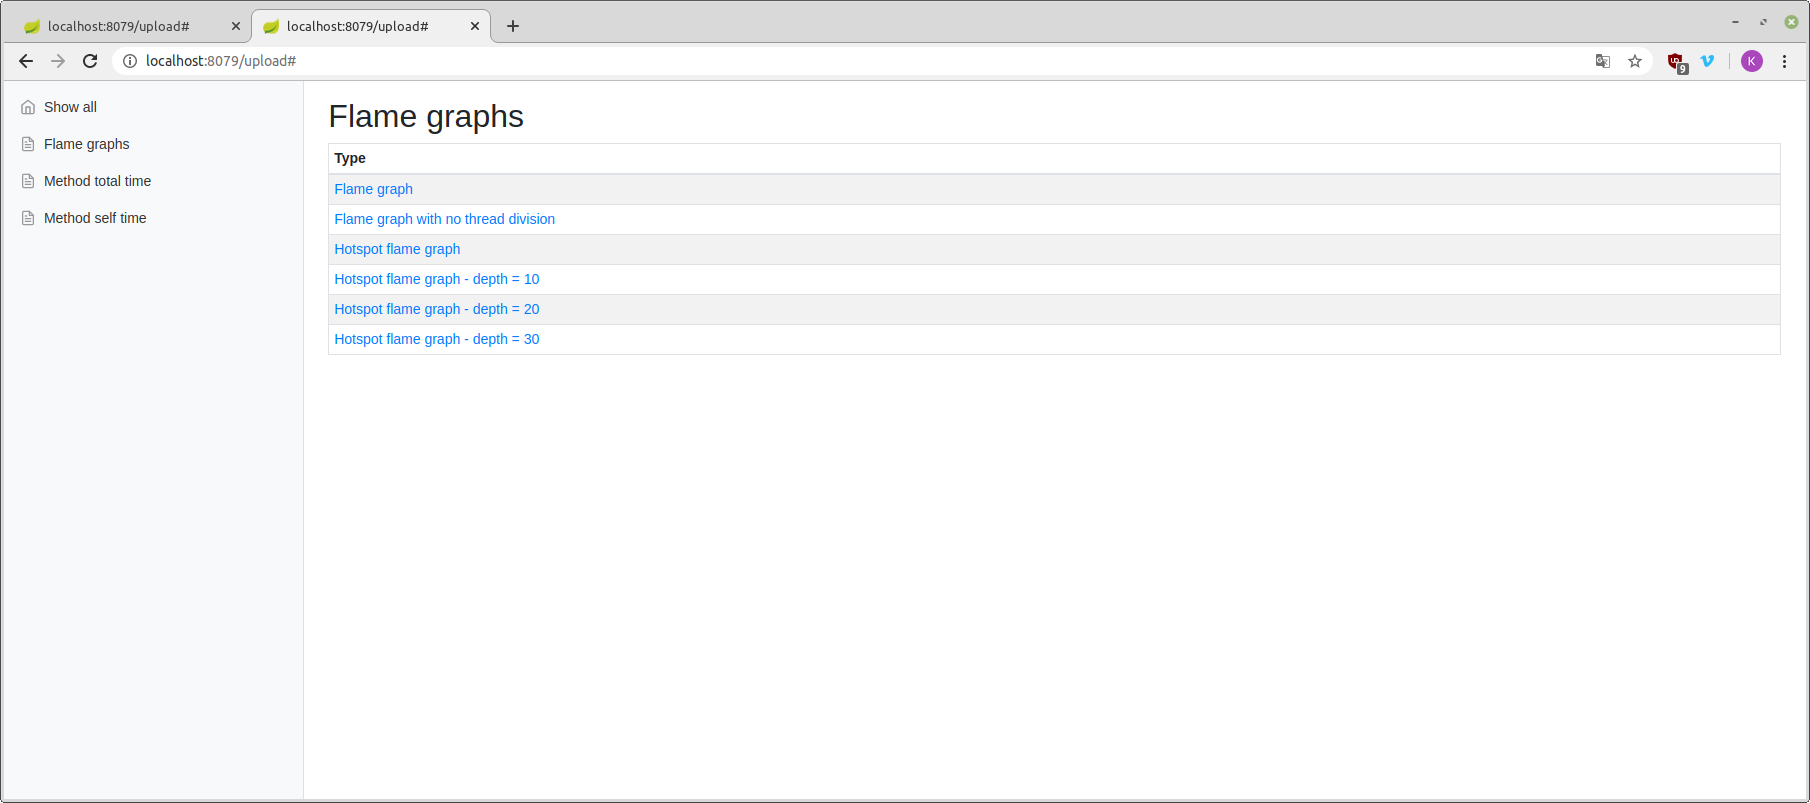 localhost:8079/upload#
localhost:8079/upload#
localhost:8079/upload#
9
K
Show all
Flame graphs
Method total time
Method self time
Flame graphs
Type
Flame graph
Flame graph with no thread division
Hotspot flame graph
Hotspot flame graph - depth = 10
Hotspot flame graph - depth = 20
Hotspot flame graph - depth = 30